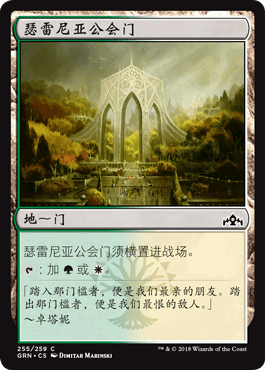 瑟雷尼亚公会门
地～门
瑟雷尼亚公会门须横置进战场。
：加或。
「踏入那门槛者，便是我们最亲的朋友。踏
出那门槛者，便是我们最恨的敌人。」
～卓塔妮
255/259 C
GRN • CS DIMITAR MARINSKI
™ & © 2018 Wizards of the Coast